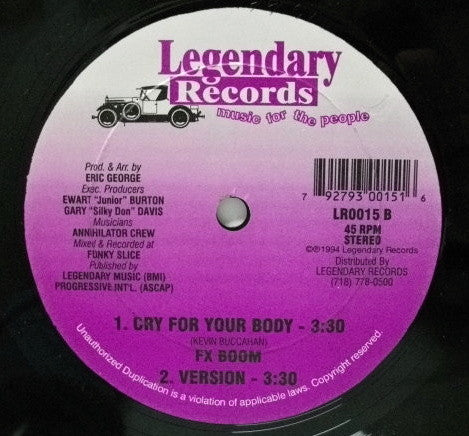 Legendary
Records
music for the people
Prod. & Arr. by
ERIC GEORGE
Exac. Producers
EWART "Junior" BURTON
GARY "Silky Don" DAVIS
Musicians
ANNIHILATOR CREW
Mixed & Recorded at
FUNKY SLICE
Published by
LEGENDARY MUSIC (BMI)
PROGRESSIVE INT'L. (ASCAP)
7 92793 00151 6
LR0015 B
45 RPM
STEREO
©℗1994 Legendary Records
Distributed By
LEGENDARY RECORDS
(718) 778-0500
1. CRY FOR YOUR BODY - 3:30
(KEVIN BUCCAHAN)
FX BOOM
2. VERSION - 3:30
Unauthorized Duplication is a violation of applicable laws. Copyright reserved.